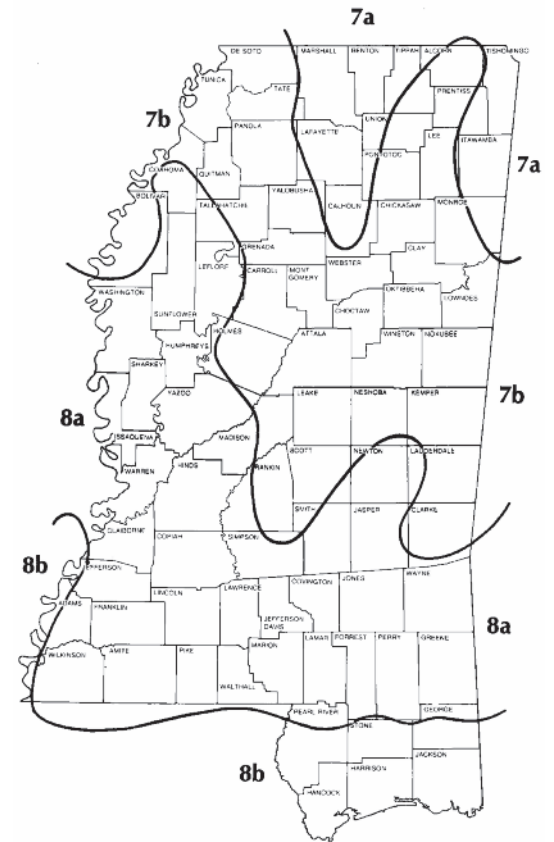 7a
DE SOTO
MARSHALL
BENTON
TIPPAH
ALCORN
TISHOMINGO
TUNICA
TATE
PRENTISS
7b
PANOLA
LAFAYETTE
UNION
LEE
ITAWAMBA
PONTOTOC
7a
COAHOMA
QUITMAN
YALOBUSHA
BOLIVAR
TALLAHATCHIE
CALHOUN
CHICKASAW
MONROE
GRENADA
CLAY
LEFLORE
CARROLL
MONT
GOMERY
WEBSTER
WASHINGTON
OKTIBBEHA
LOWNDES
SUNFLOWER
CHOCTAW
HOLMES
ATTALA
WINSTON
NOXUBEE
HUMPHREYS
SHARKEY
YAZOO
LEAKE
NESHOBA
KEMPER
7b
8a
ISSAQUENA
MADISON
SCOTT
NEWTON
LAUDERDALE
WARREN
HINDS
RANKIN
SMITH
JASPER
CLARKE
CLAIBORNE
COPIAH
SIMPSON
8b
EFFERSON
COVINGTON
JONES
WAYNE
LINCOLN
LAWRENCE
ADAMS
FRANKLIN
JEFFERSON
DAVIS
8a
LAMAR
FORREST
PERRY
GREENE
WILKINSON
AMITE
PIKE
MARION
WALTHALL
PEARL RIVER
GEORGE
STONE
8b
JACKSON
HARRISON
HANCOCK